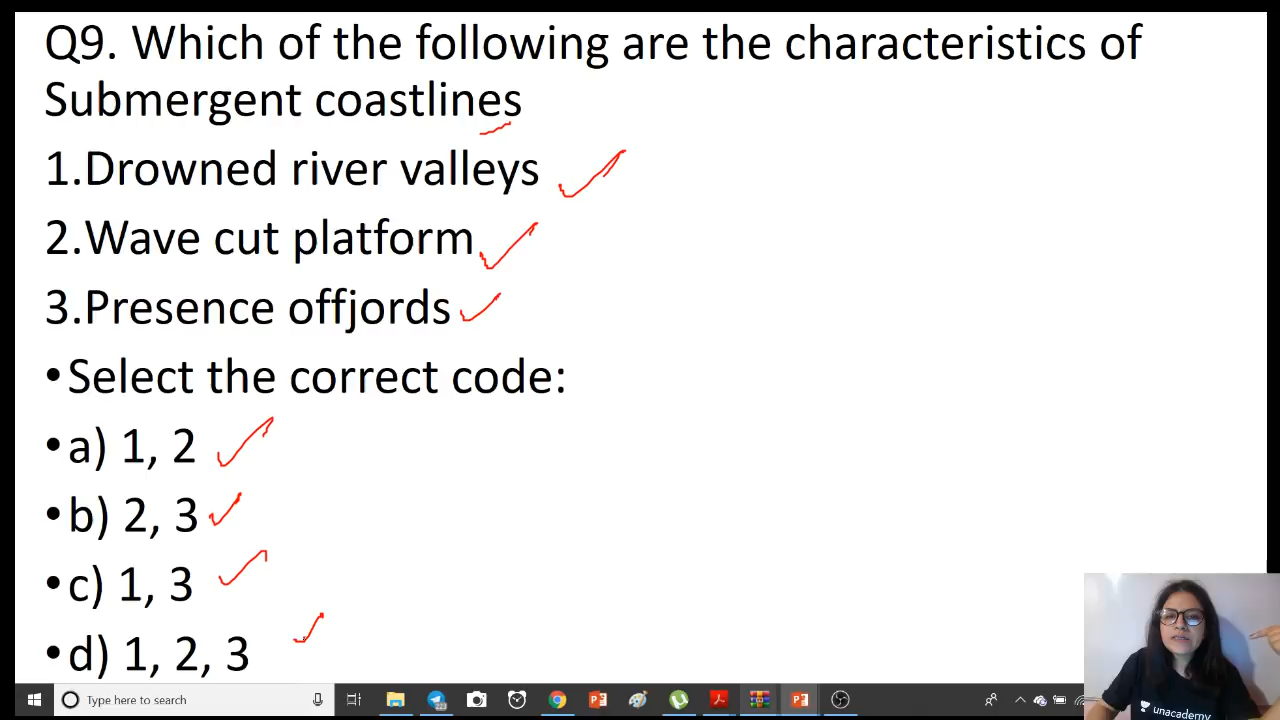 Q9. Which of the following are the characteristics of
Submergent coastlines
1.Drowned river valleys
2.Wave cut platform
3.Presence offjords
•Select the correct code:
•a) 1, 2
•b) 2, 3
•c) 1, 3
•d) 1, 2, 3
unacademy
Type here to search